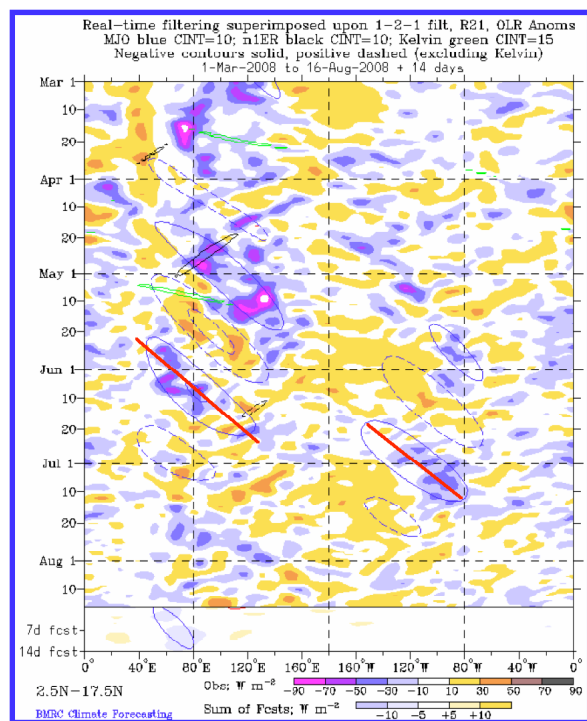 Real-time filtering superimposed upon 1-2-1 filt, R21, OLR Anoms
MJO blue CINT=10; n1ER black CINT=10; Kelvin green CINT=15
Negative contours solid, positive dashed (excluding Kelvin)
1-Mar-2008 to 16-Aug-2008 + 14 days
Mar 1
10
20
Apr 1
10
20
May 1
10
20
Jun 1
10
20
Jul 1
10
20
Aug 1
10
7d fcst
14d fcst
0° 40°E 80°E 120°E 160°E 160°W 120°W 80°W 40°W 0°
2.5N-17.5N
Obs; W m-2
-90 -70 -50 -30 -10 10 30 50 70 90
Sum of Fcsts; W m-2
-10 -5 +5 +10
BMRC Climate Forecasting